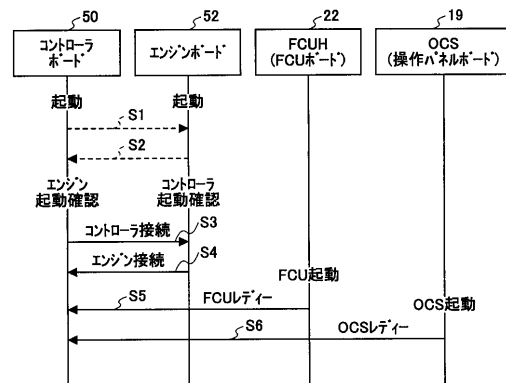 50
52
22
19
コントローラ
ボード
エンジンボード
FCUH
(FCUボード)
OCS
(操作パネルボード)
起動
起動
S1
S2
エンジン
起動確認
コントローラ
起動確認
コントローラ接続
S3
エンジン接続
S4
FCU起動
S5
FCUレディー
OCS起動
S6
OCSレディー